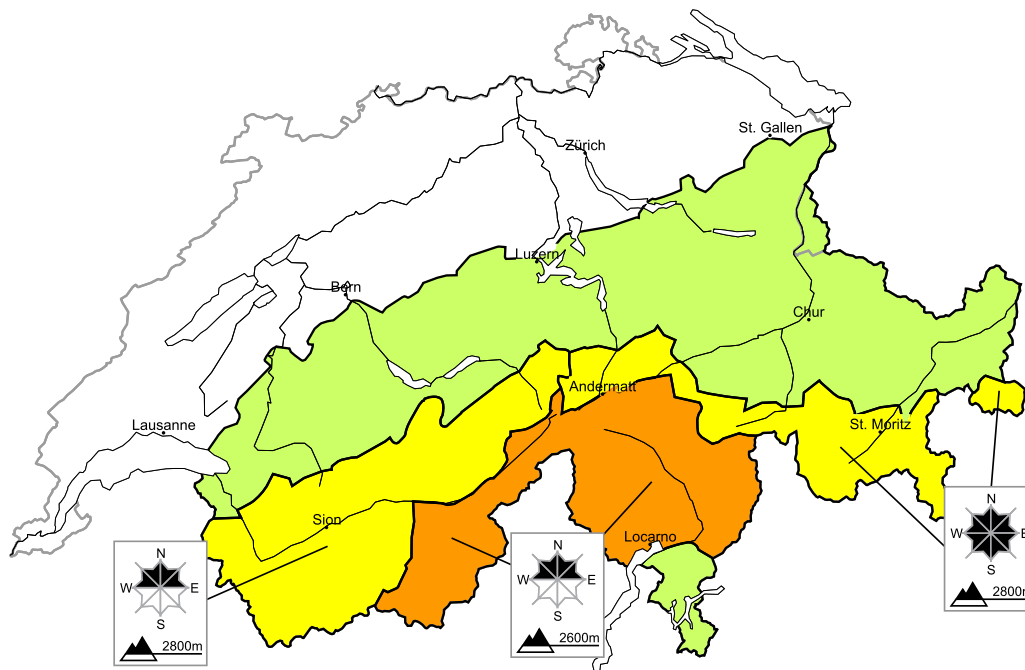 St. Gallen
Zürich
Luzern
Bern
Chur
Andermatt
Lausanne
St. Moritz
Sion
Locarno
N
W E
S
2800m
N
W E
S
2600m
N
W E
S
2800m